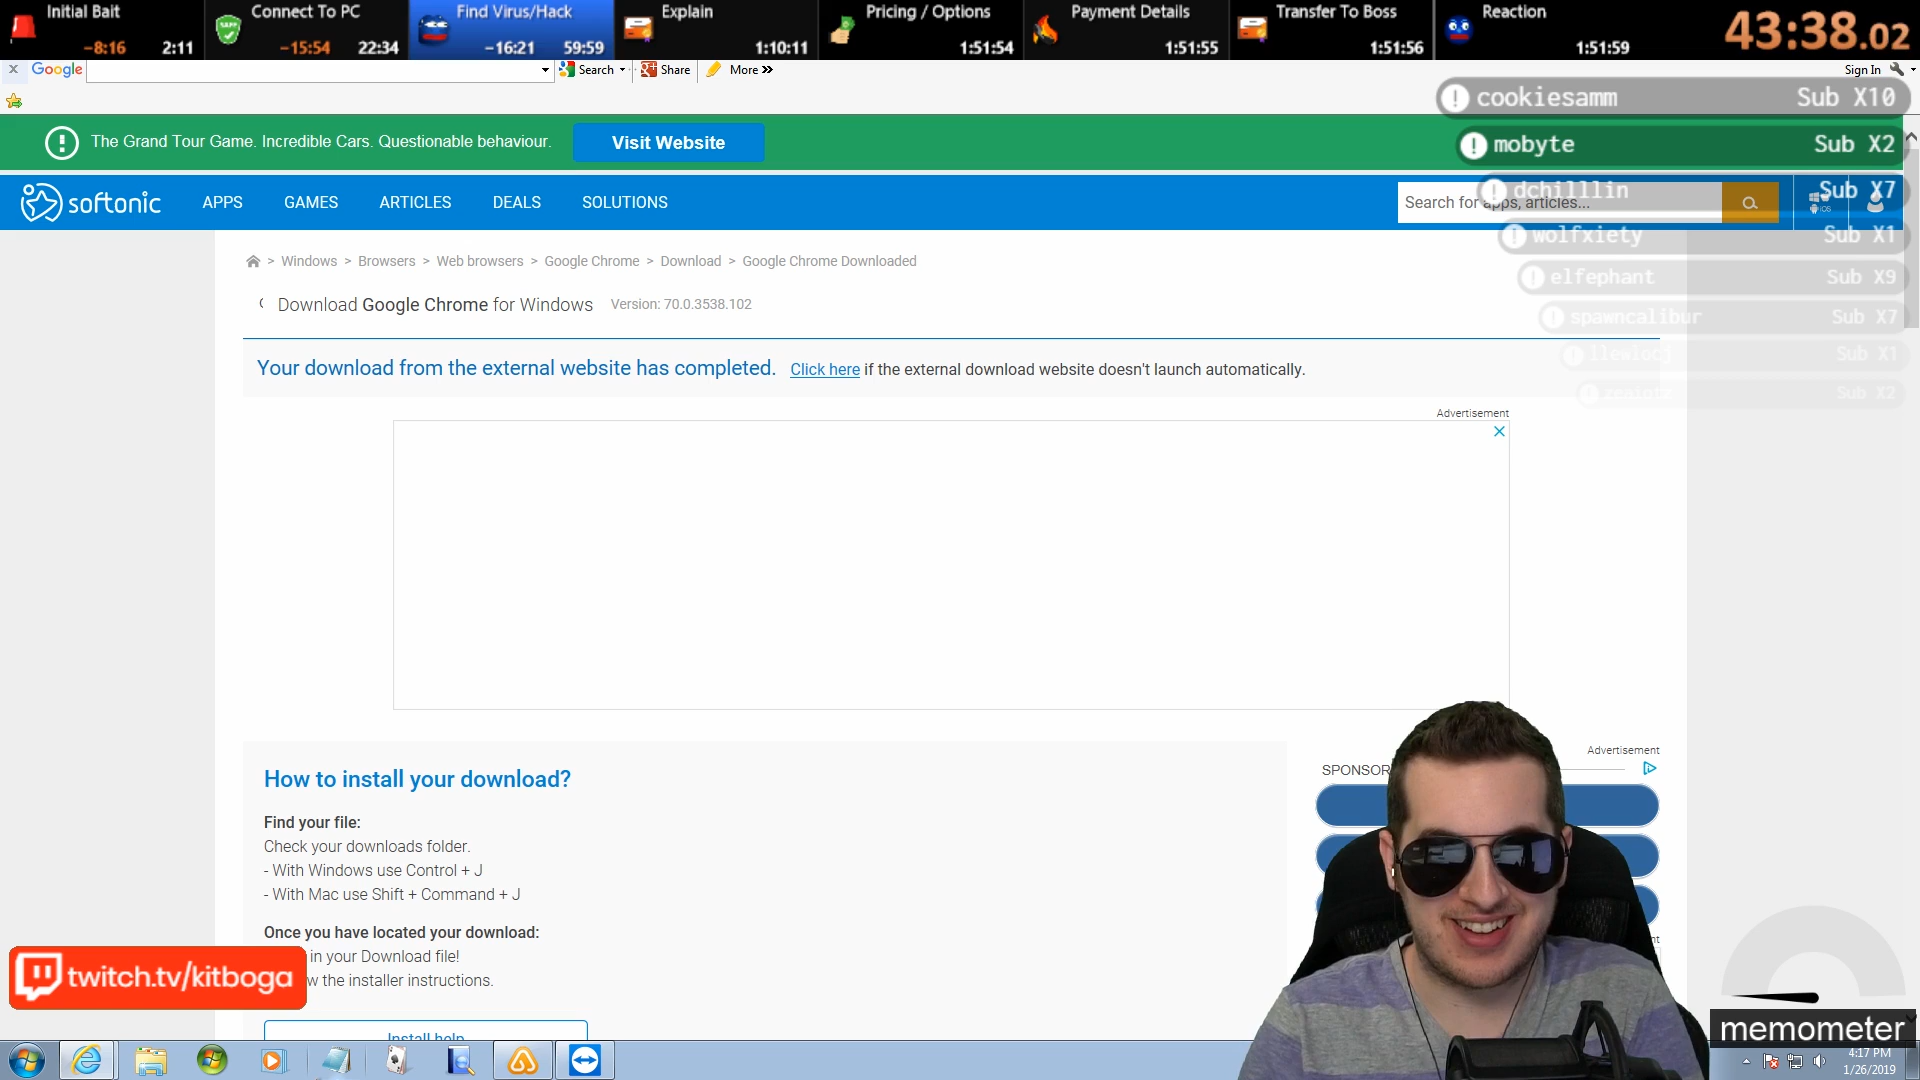 Initial Bait
-8:16 2:11
Connect To PC
-15:54 22:34
Find Virus/Hack
-16:21 59:59
Explain
1:10:11
Pricing / Options
1:51:54
Payment Details
1:51:55
Transfer To Boss
1:51:56
Reaction
1:51:59
43:38.02
x Google Search Share More »
Sign In
cookiesamm Sub X10
The Grand Tour Game. Incredible Cars. Questionable behaviour. Visit Website
mobyte Sub X2
softonic APPS GAMES ARTICLES DEALS SOLUTIONS
Search for apps, articles...
dchilllin Sub X7
wolfxiety Sub X1
> Windows > Browsers > Web browsers > Google Chrome > Download > Google Chrome Downloaded
elfephant Sub X9
Download Google Chrome for Windows Version: 70.0.3538.102
spawncalibur Sub X7
Sub X1
Your download from the external website has completed. Click here if the external download website doesn't launch automatically.
Sub X2
Advertisement
How to install your download?
Advertisement
SPONSOR
Find your file:
Check your downloads folder.
- With Windows use Control + J
- With Mac use Shift + Command + J
Once you have located your download:
in your Download file!
w the installer instructions.
twitch.tv/kitboga
Install help
memometer
4:17 PM
1/26/2019